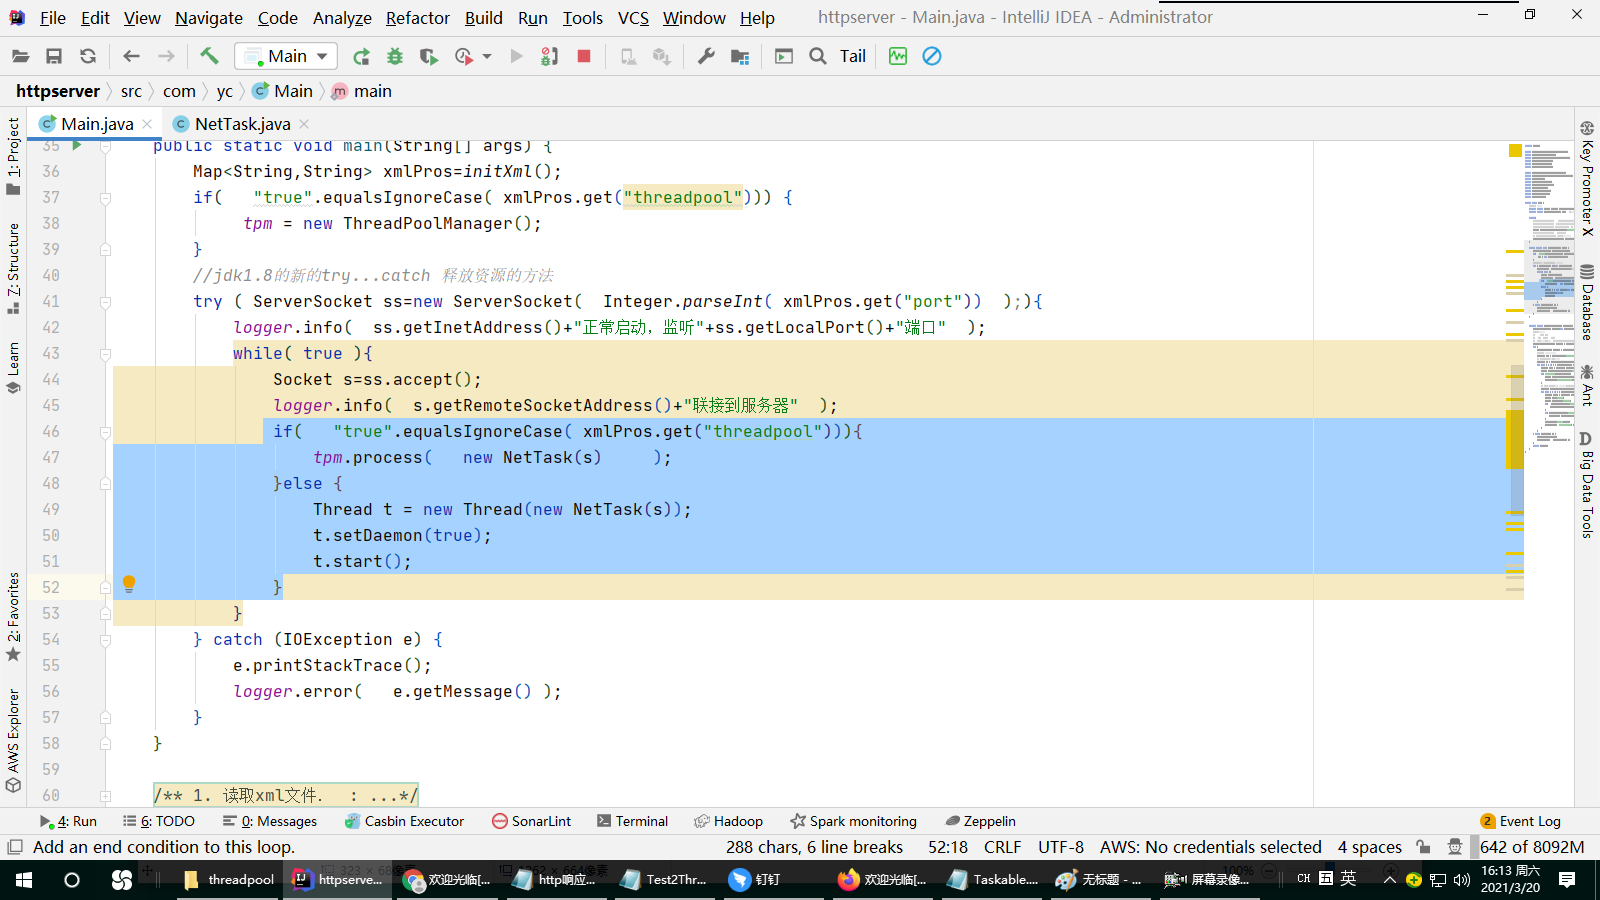 File Edit View Navigate Code Analyze Refactor Build Run Tools VCS Window Help httpserver - Main.java - IntelliJ IDEA - Administrator
Main Tail
httpserver src com yc Main main
Main.java NetTask.java
35 public static void main(String[] args) {
36 Map<String,String> xmlPros=initXml();
37 if( "true".equalsIgnoreCase( xmlPros.get("threadpool"))) {
38 tpm = new ThreadPoolManager();
39 }
40 //jdk1.8的新的try...catch 释放资源的方法
41 try ( ServerSocket ss=new ServerSocket( Integer.parseInt( xmlPros.get("port")) );){
42 logger.info( ss.getInetAddress()+"正常启动，监听"+ss.getLocalPort()+"端口" );
43 while( true ){
44 Socket s=ss.accept();
45 logger.info( s.getRemoteSocketAddress()+"联接到服务器" );
46 if( "true".equalsIgnoreCase( xmlPros.get("threadpool"))){
47 tpm.process( new NetTask(s) );
48 }else {
49 Thread t = new Thread(new NetTask(s));
50 t.setDaemon(true);
51 t.start();
52 }
53 }
54 } catch (IOException e) {
55 e.printStackTrace();
56 logger.error( e.getMessage() );
57 }
58 }
59
60 /** 1. 读取xml文件. : ...*/
1: Project
Z: Structure
Learn
2: Favorites
AWS Explorer
Key Promoter X
Database
Ant
Big Data Tools
4: Run 6: TODO 0: Messages Casbin Executor SonarLint Terminal Hadoop Spark monitoring Zeppelin 2 Event Log
Add an end condition to this loop. 288 chars, 6 line breaks 52:18 CRLF UTF-8 AWS: No credentials selected 4 spaces 642 of 8092M
threadpool httpserve... 欢迎光临[... http响应... Test2Thr... 钉钉 欢迎光临[... Taskable.... 无标题 - ... 屏幕录像... CH 五 英 16:13 周六
2021/3/20